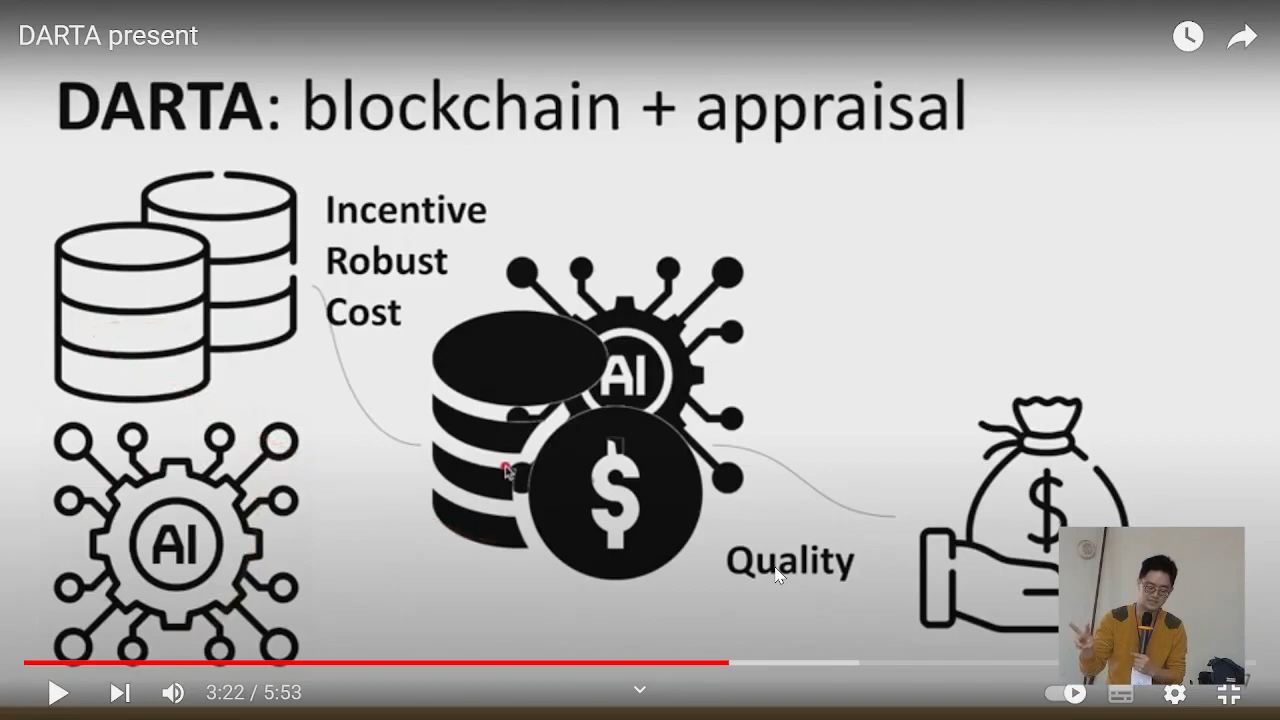 DARTA present
DARTA: blockchain + appraisal
Incentive
Robust
Cost
AI
$
AI
$
Quality
3:22 / 5:53